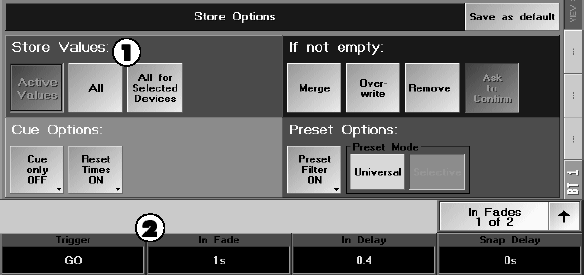 Store Options
Save as default
Store Values:
1
If not empty:
Active Values
All
All for Selected Devices
Merge
Over-write
Remove
Ask to Confirm
Cue Options:
Preset Options:
Cue only OFF
Reset Times ON
Preset Filter ON
Preset Mode
Universal
Selective
In Fades 1 of 2
2
Trigger
In Fade
In Delay
Snap Delay
GO
1s
0.4
0s